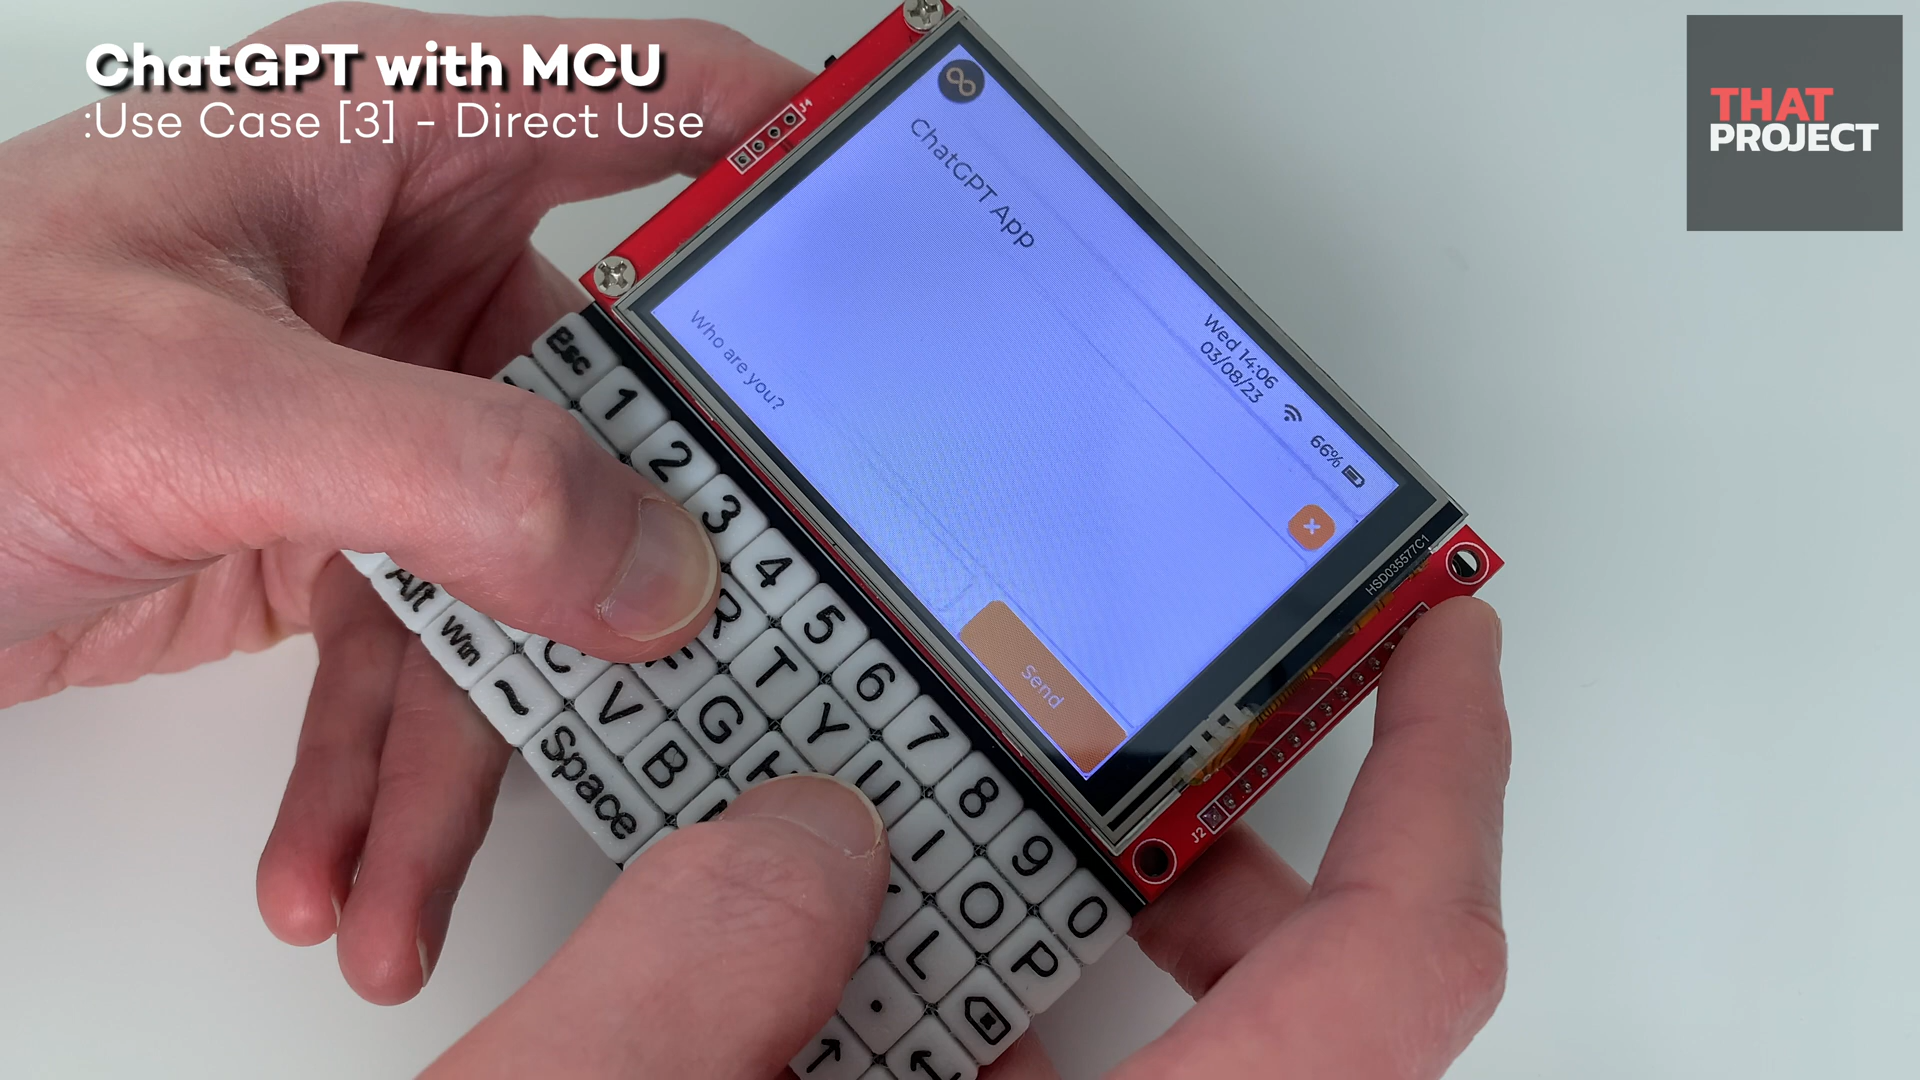 ChatGPT with MCU
:Use Case [3] - Direct Use
THAT
PROJECT
J4
ChatGPT App
Wed 14:06
03/08/23
66%
Who are you?
Send
HSD035577C1
J2
Esc
1
2
3
4
5
6
7
8
9
0
R
T
Y
U
I
O
P
F
G
H
L
C
V
B
Alt
Win
~
Space
.